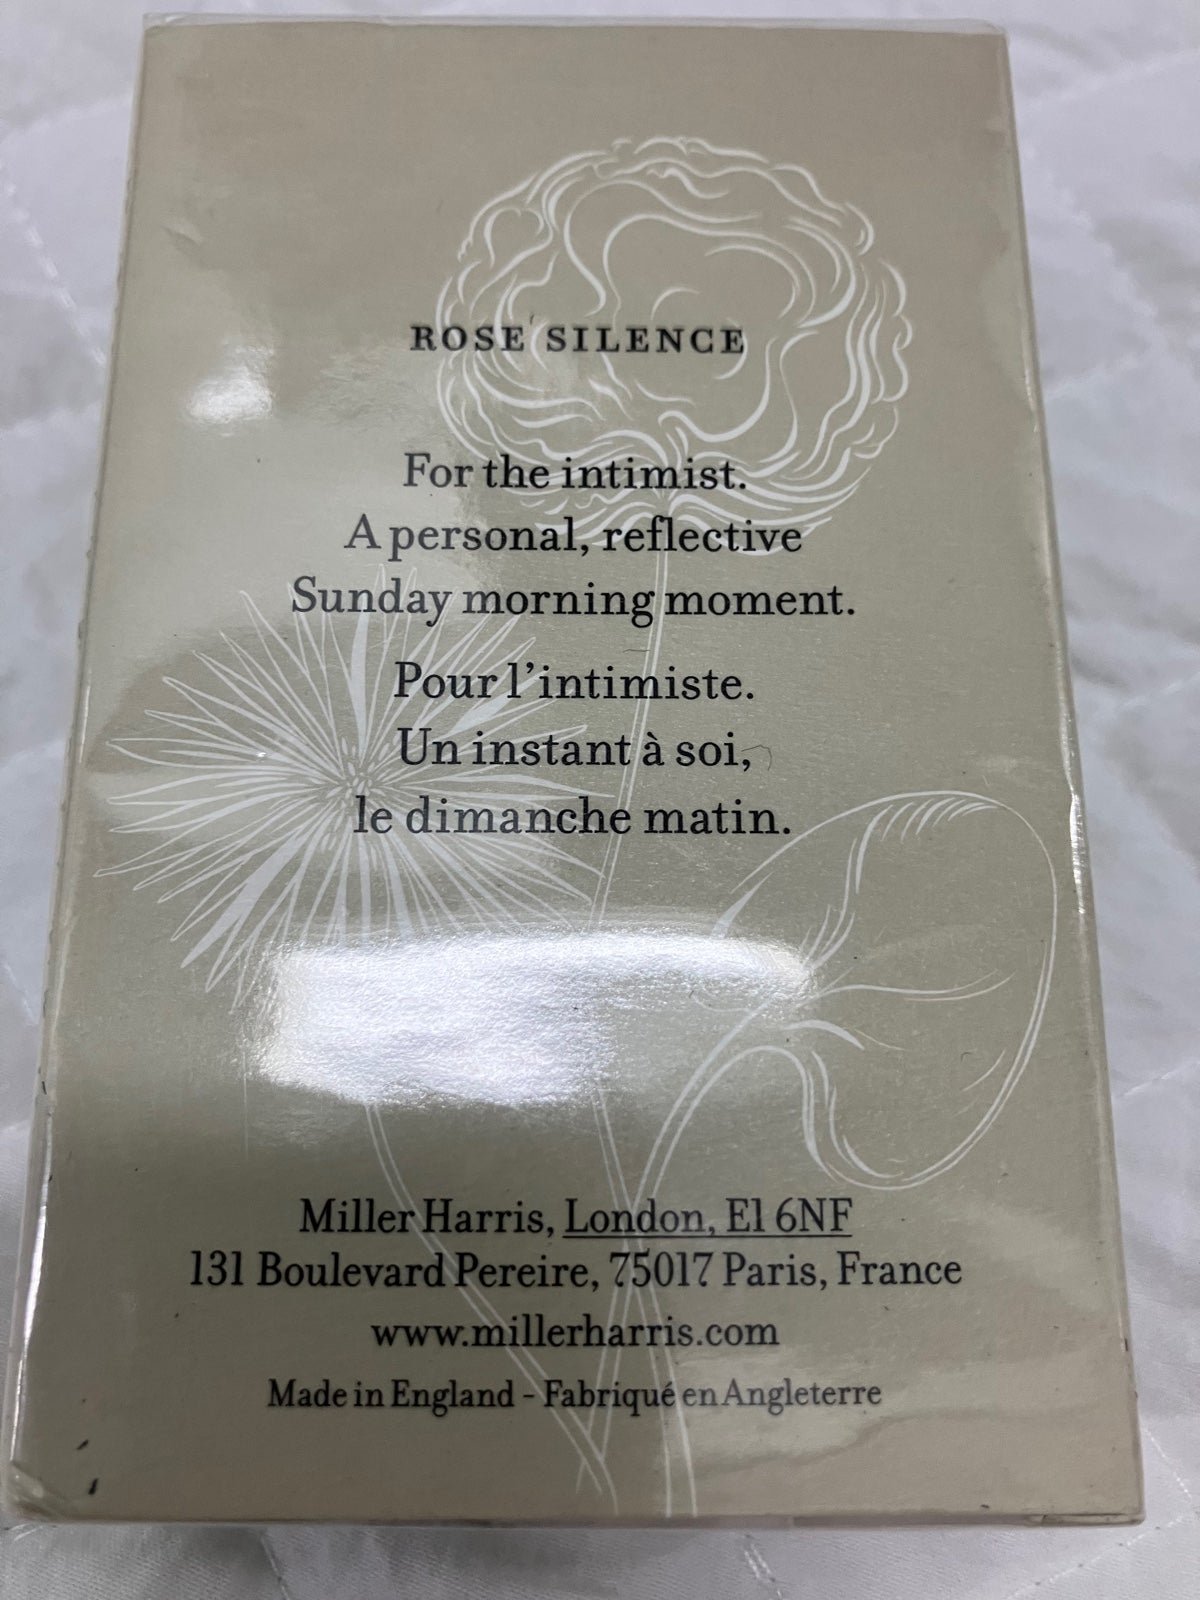 ROSE SILENCE
For the intimist.
A personal, reflective
Sunday morning moment.
Pour l'intimiste.
Un instant à soi,
le dimanche matin.
Miller Harris, London, E1 6NF
131 Boulevard Pereire, 75017 Paris, France
www.millerharris.com
Made in England - Fabriqué en Angleterre